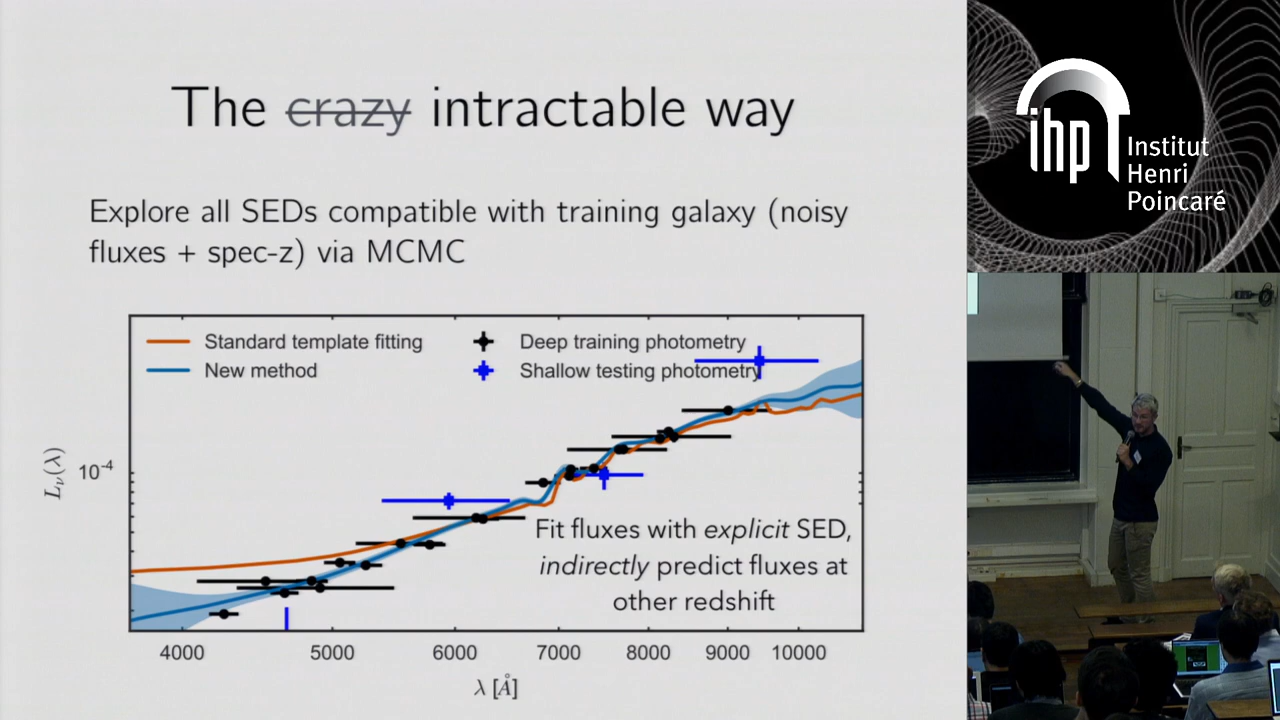 The crazy intractable way
Explore all SEDs compatible with training galaxy (noisy
fluxes + spec-z) via MCMC
Standard template fitting
New method
Deep training photometry
Shallow testing photometry
L_ν(λ)
10⁻⁴
Fit fluxes with explicit SED,
indirectly predict fluxes at
other redshift
4000 5000 6000 7000 8000 9000 10000
λ [Å]
ihp
Institut
Henri
Poincaré